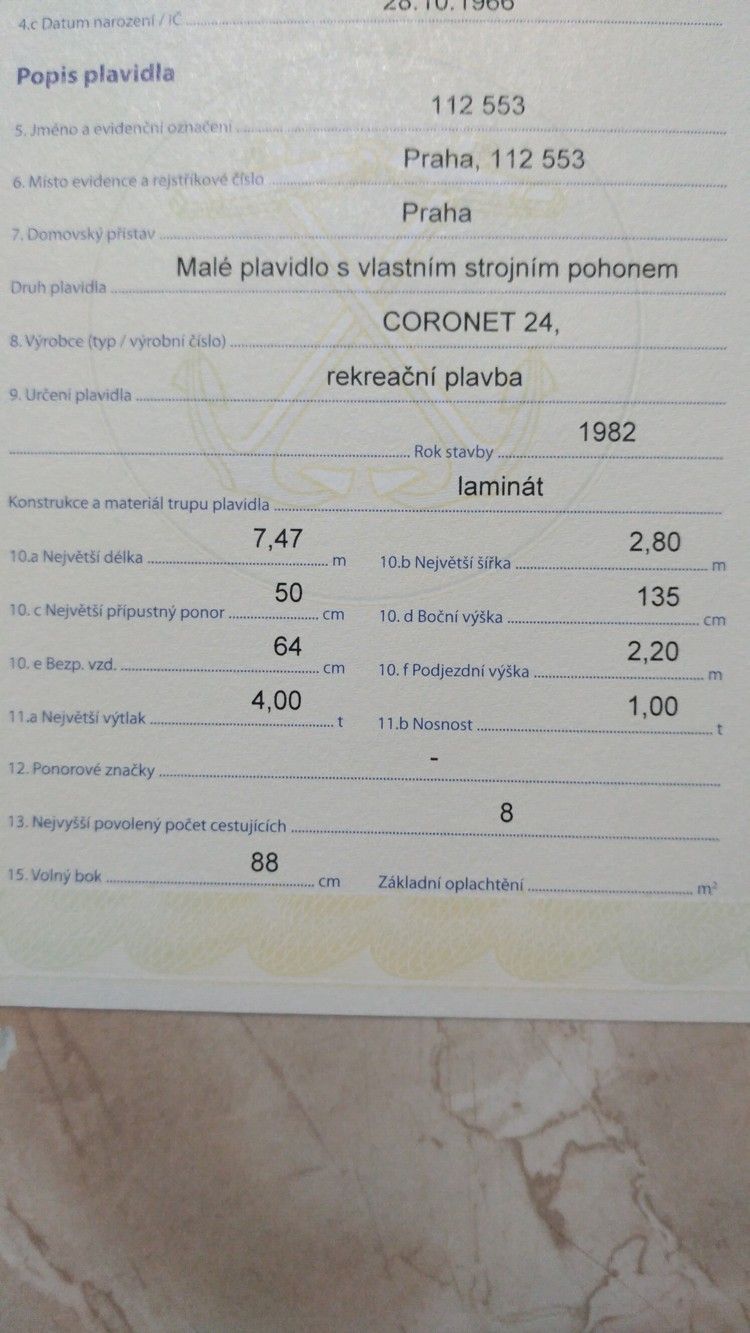 28.10.1966
4.c Datum narození / IČ
Popis plavidla
112 553
5. Jméno a evidenční označení
Praha, 112 553
6. Místo evidence a rejstříkové číslo
Praha
7. Domovský přístav
Malé plavidlo s vlastním strojním pohonem
Druh plavidla
CORONET 24,
8. Výrobce (typ / výrobní číslo)
rekreační plavba
9. Určení plavidla
1982
Rok stavby
laminát
Konstrukce a materiál trupu plavidla
7,47 2,80
10.a Největší délka m 10.b Největší šířka m
50 135
10. c Největší přípustný ponor cm 10. d Boční výška cm
64 2,20
10. e Bezp. vzd. cm 10. f Podjezdní výška m
4,00 1,00
11.a Největší výtlak t 11.b Nosnost t
-
12. Ponorové značky
8
13. Nejvyšší povolený počet cestujících
88
15. Volný bok cm Základní oplachtění m²